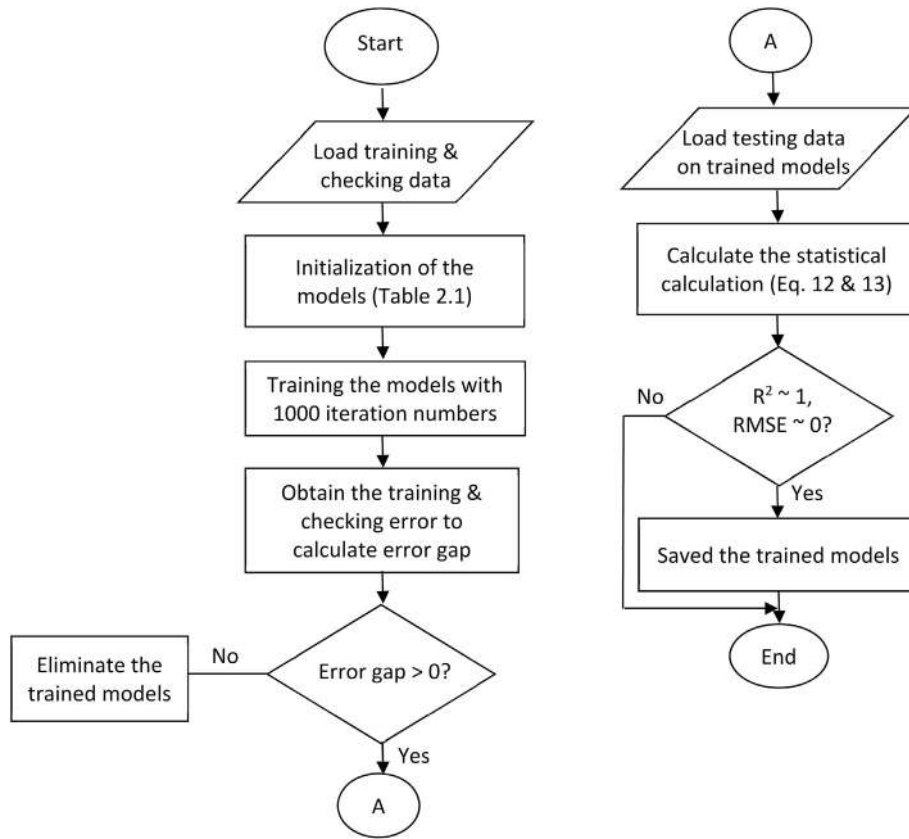 Start
Load training &
checking data
Initialization of the
models (Table 2.1)
Training the models with
1000 iteration numbers
Obtain the training &
checking error to
calculate error gap
Error gap > 0?
No
Eliminate the
trained models
Yes
A
A
Load testing data
on trained models
Calculate the statistical
calculation (Eq. 12 & 13)
R² ~ 1,
RMSE ~ 0?
No
Yes
Saved the trained models
End